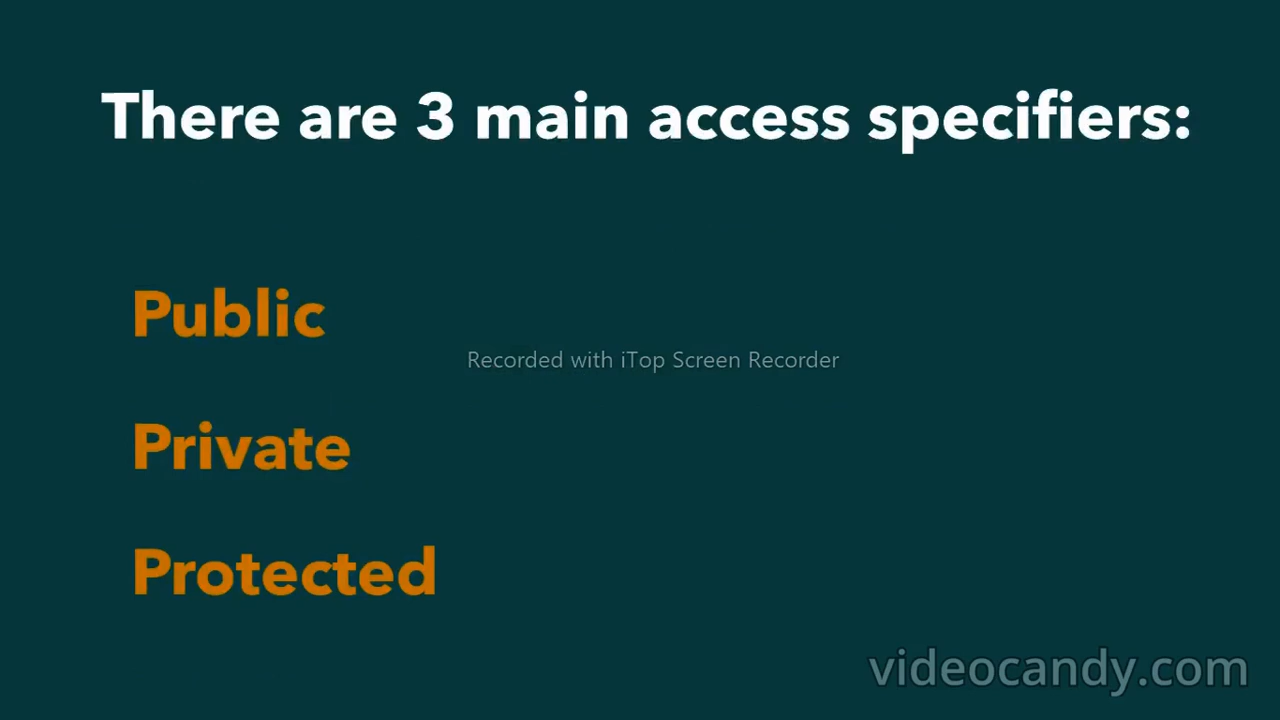 There are 3 main access specifiers:
Public
Recorded with iTop Screen Recorder
Private
Protected
videocandy.com